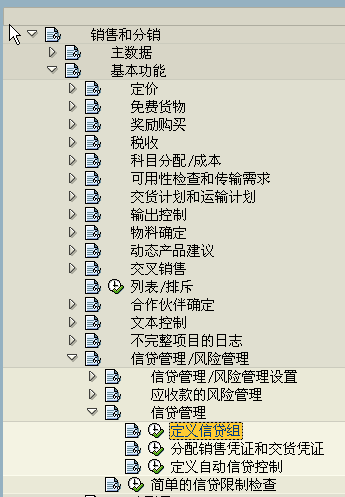 销售和分销
主数据
基本功能
定价
免费货物
奖励购买
税收
科目分配/成本
可用性检查和传输需求
交货计划和运输计划
输出控制
物料确定
动态产品建议
交叉销售
列表/排斥
合作伙伴确定
文本控制
不完整项目的日志
信贷管理/风险管理
信贷管理/风险管理设置
应收款的风险管理
信贷管理
定义信贷组
分配销售凭证和交货凭证
定义自动信贷控制
简单的信贷限制检查